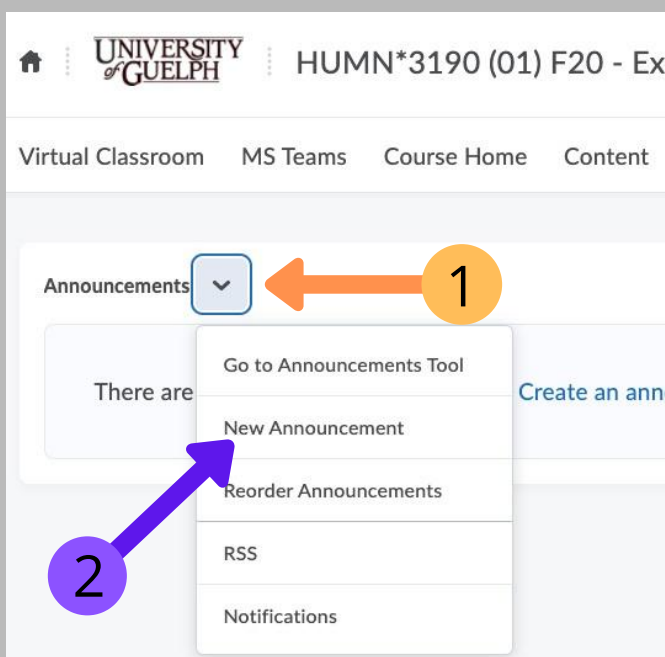 UNIVERSITY
of GUELPH
HUMN*3190 (01) F20 - Ex
Virtual Classroom MS Teams Course Home Content
Announcements
1
Go to Announcements Tool
There are
Create an ann
New Announcement
Reorder Announcements
2
RSS
Notifications